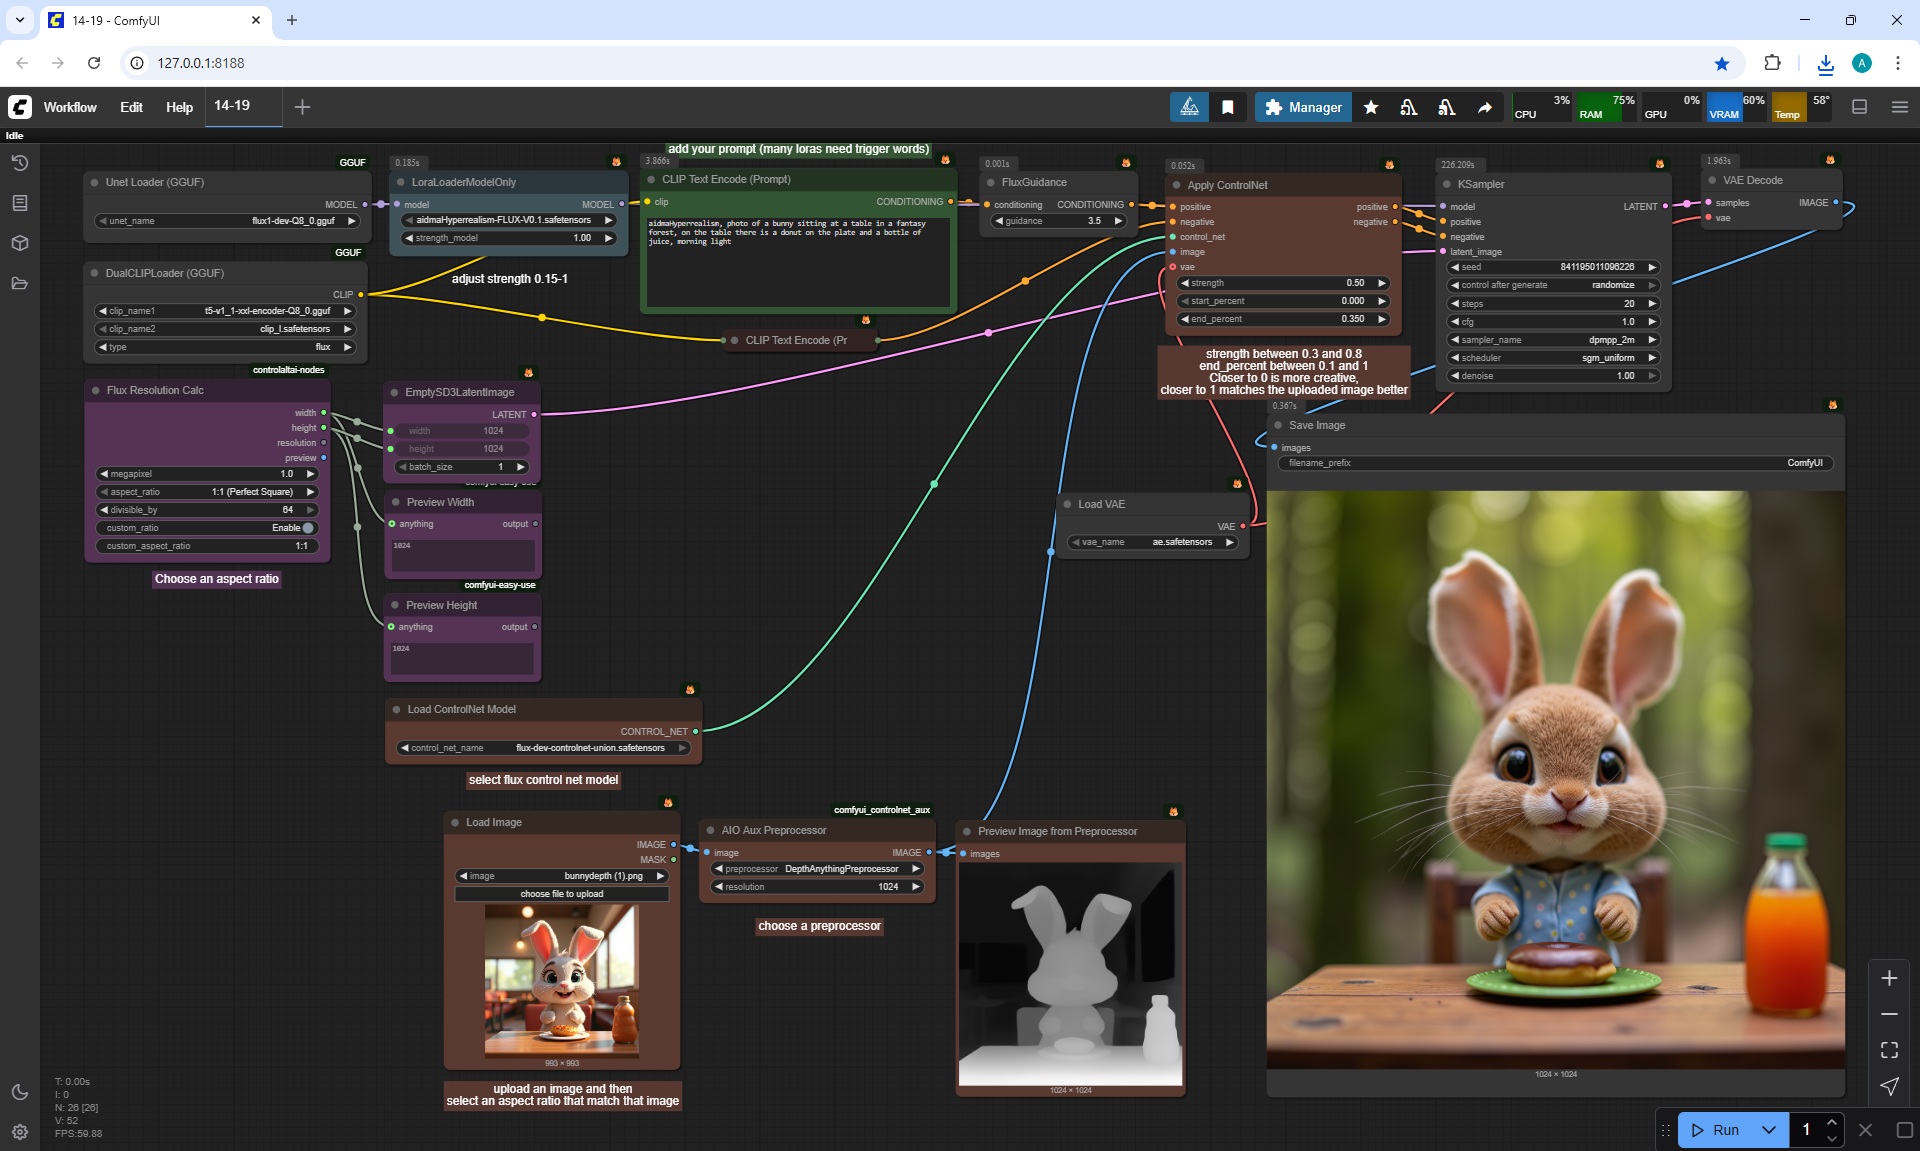 14-19 - ComfyUI
127.0.0.1:8188
A
Workflow
Edit
Help
14-19
Manager
CPU
3%
RAM
75%
GPU
0%
VRAM
60%
Temp
58°
Idle
add your prompt (many loras need trigger words)
GGUF
Unet Loader (GGUF)
MODEL
unet_name
flux1-dev-Q8_0.gguf
0.185s
LoraLoaderModelOnly
model
MODEL
aidmaHyperrealism-FLUX-V0.1.safetensors
strength_model
1.00
adjust strength 0.15-1
3.866s
CLIP Text Encode (Prompt)
clip
CONDITIONING
aidmaHyperrealism, photo of a bunny sitting at a table in a fantasy
forest, on the table there is a donut on the plate and a bottle of
juice, morning light
0.001s
FluxGuidance
conditioning
CONDITIONING
guidance
3.5
0.052s
Apply ControlNet
positive
positive
negative
negative
control_net
image
vae
strength
0.50
start_percent
0.000
end_percent
0.350
strength between 0.3 and 0.8
end_percent between 0.1 and 1
Closer to 0 is more creative,
closer to 1 matches the uploaded image better
226.209s
KSampler
model
LATENT
positive
negative
latent_image
seed
841195011096226
control after generate
randomize
steps
20
cfg
1.0
sampler_name
dpmpp_2m
scheduler
sgm_uniform
denoise
1.00
1.963s
VAE Decode
samples
IMAGE
vae
GGUF
DualCLIPLoader (GGUF)
CLIP
clip_name1
t5-v1_1-xxl-encoder-Q8_0.gguf
clip_name2
clip_l.safetensors
type
flux
CLIP Text Encode (Pr
controlaltai-nodes
Flux Resolution Calc
width
height
resolution
preview
megapixel
1.0
aspect_ratio
1:1 (Perfect Square)
divisible_by
64
custom_ratio
Enable
custom_aspect_ratio
1:1
Choose an aspect ratio
EmptySD3LatentImage
LATENT
width
1024
height
1024
batch_size
1
Preview Width
anything
output
1024
comfyui-easy-use
Preview Height
anything
output
1024
Load VAE
VAE
vae_name
ae.safetensors
0.367s
Save Image
images
filename_prefix
ComfyUI
1024 × 1024
Load ControlNet Model
CONTROL_NET
control_net_name
flux-dev-controlnet-union.safetensors
select flux control net model
Load Image
IMAGE
MASK
image
bunnydepth (1).png
choose file to upload
993 × 993
upload an image and then
select an aspect ratio that match that image
comfyui_controlnet_aux
AIO Aux Preprocessor
image
IMAGE
preprocessor
DepthAnythingPreprocessor
resolution
1024
choose a preprocessor
Preview Image from Preprocessor
images
1024 × 1024
T: 0.00s
I: 0
N: 26 [26]
V: 52
FPS:59.88
Run
1